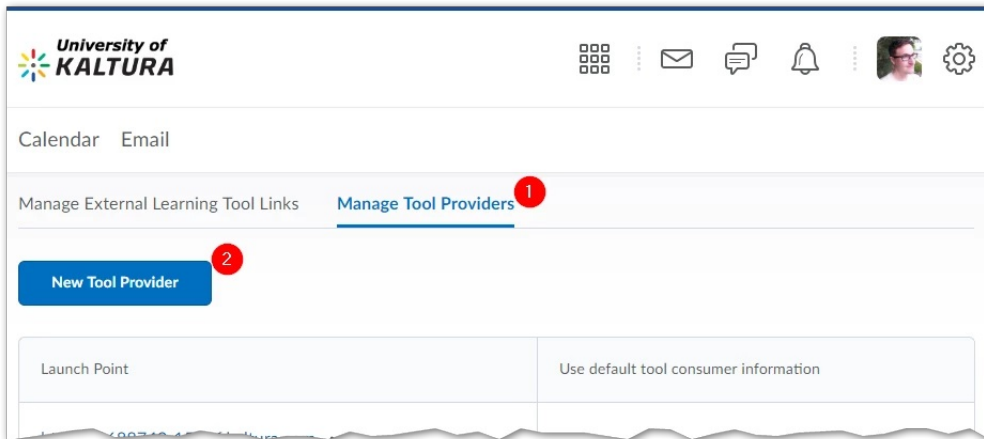 University of
KALTURA
Calendar Email
Manage External Learning Tool Links Manage Tool Providers 1
2
New Tool Provider
Launch Point Use default tool consumer information